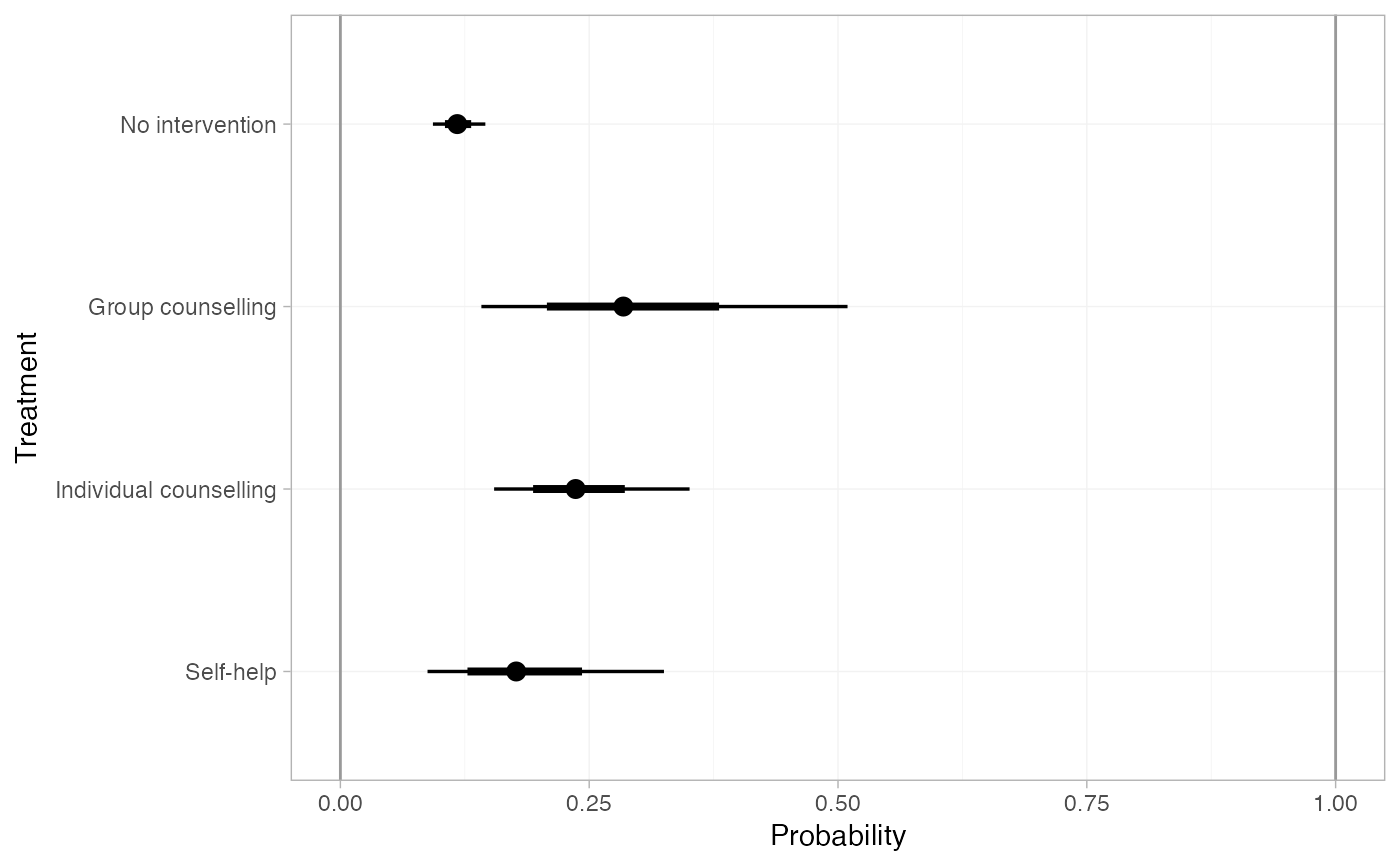 Treatment
No intervention
Group counselling
Individual counselling
Self-help
0.00 0.25 0.50 0.75 1.00
Probability